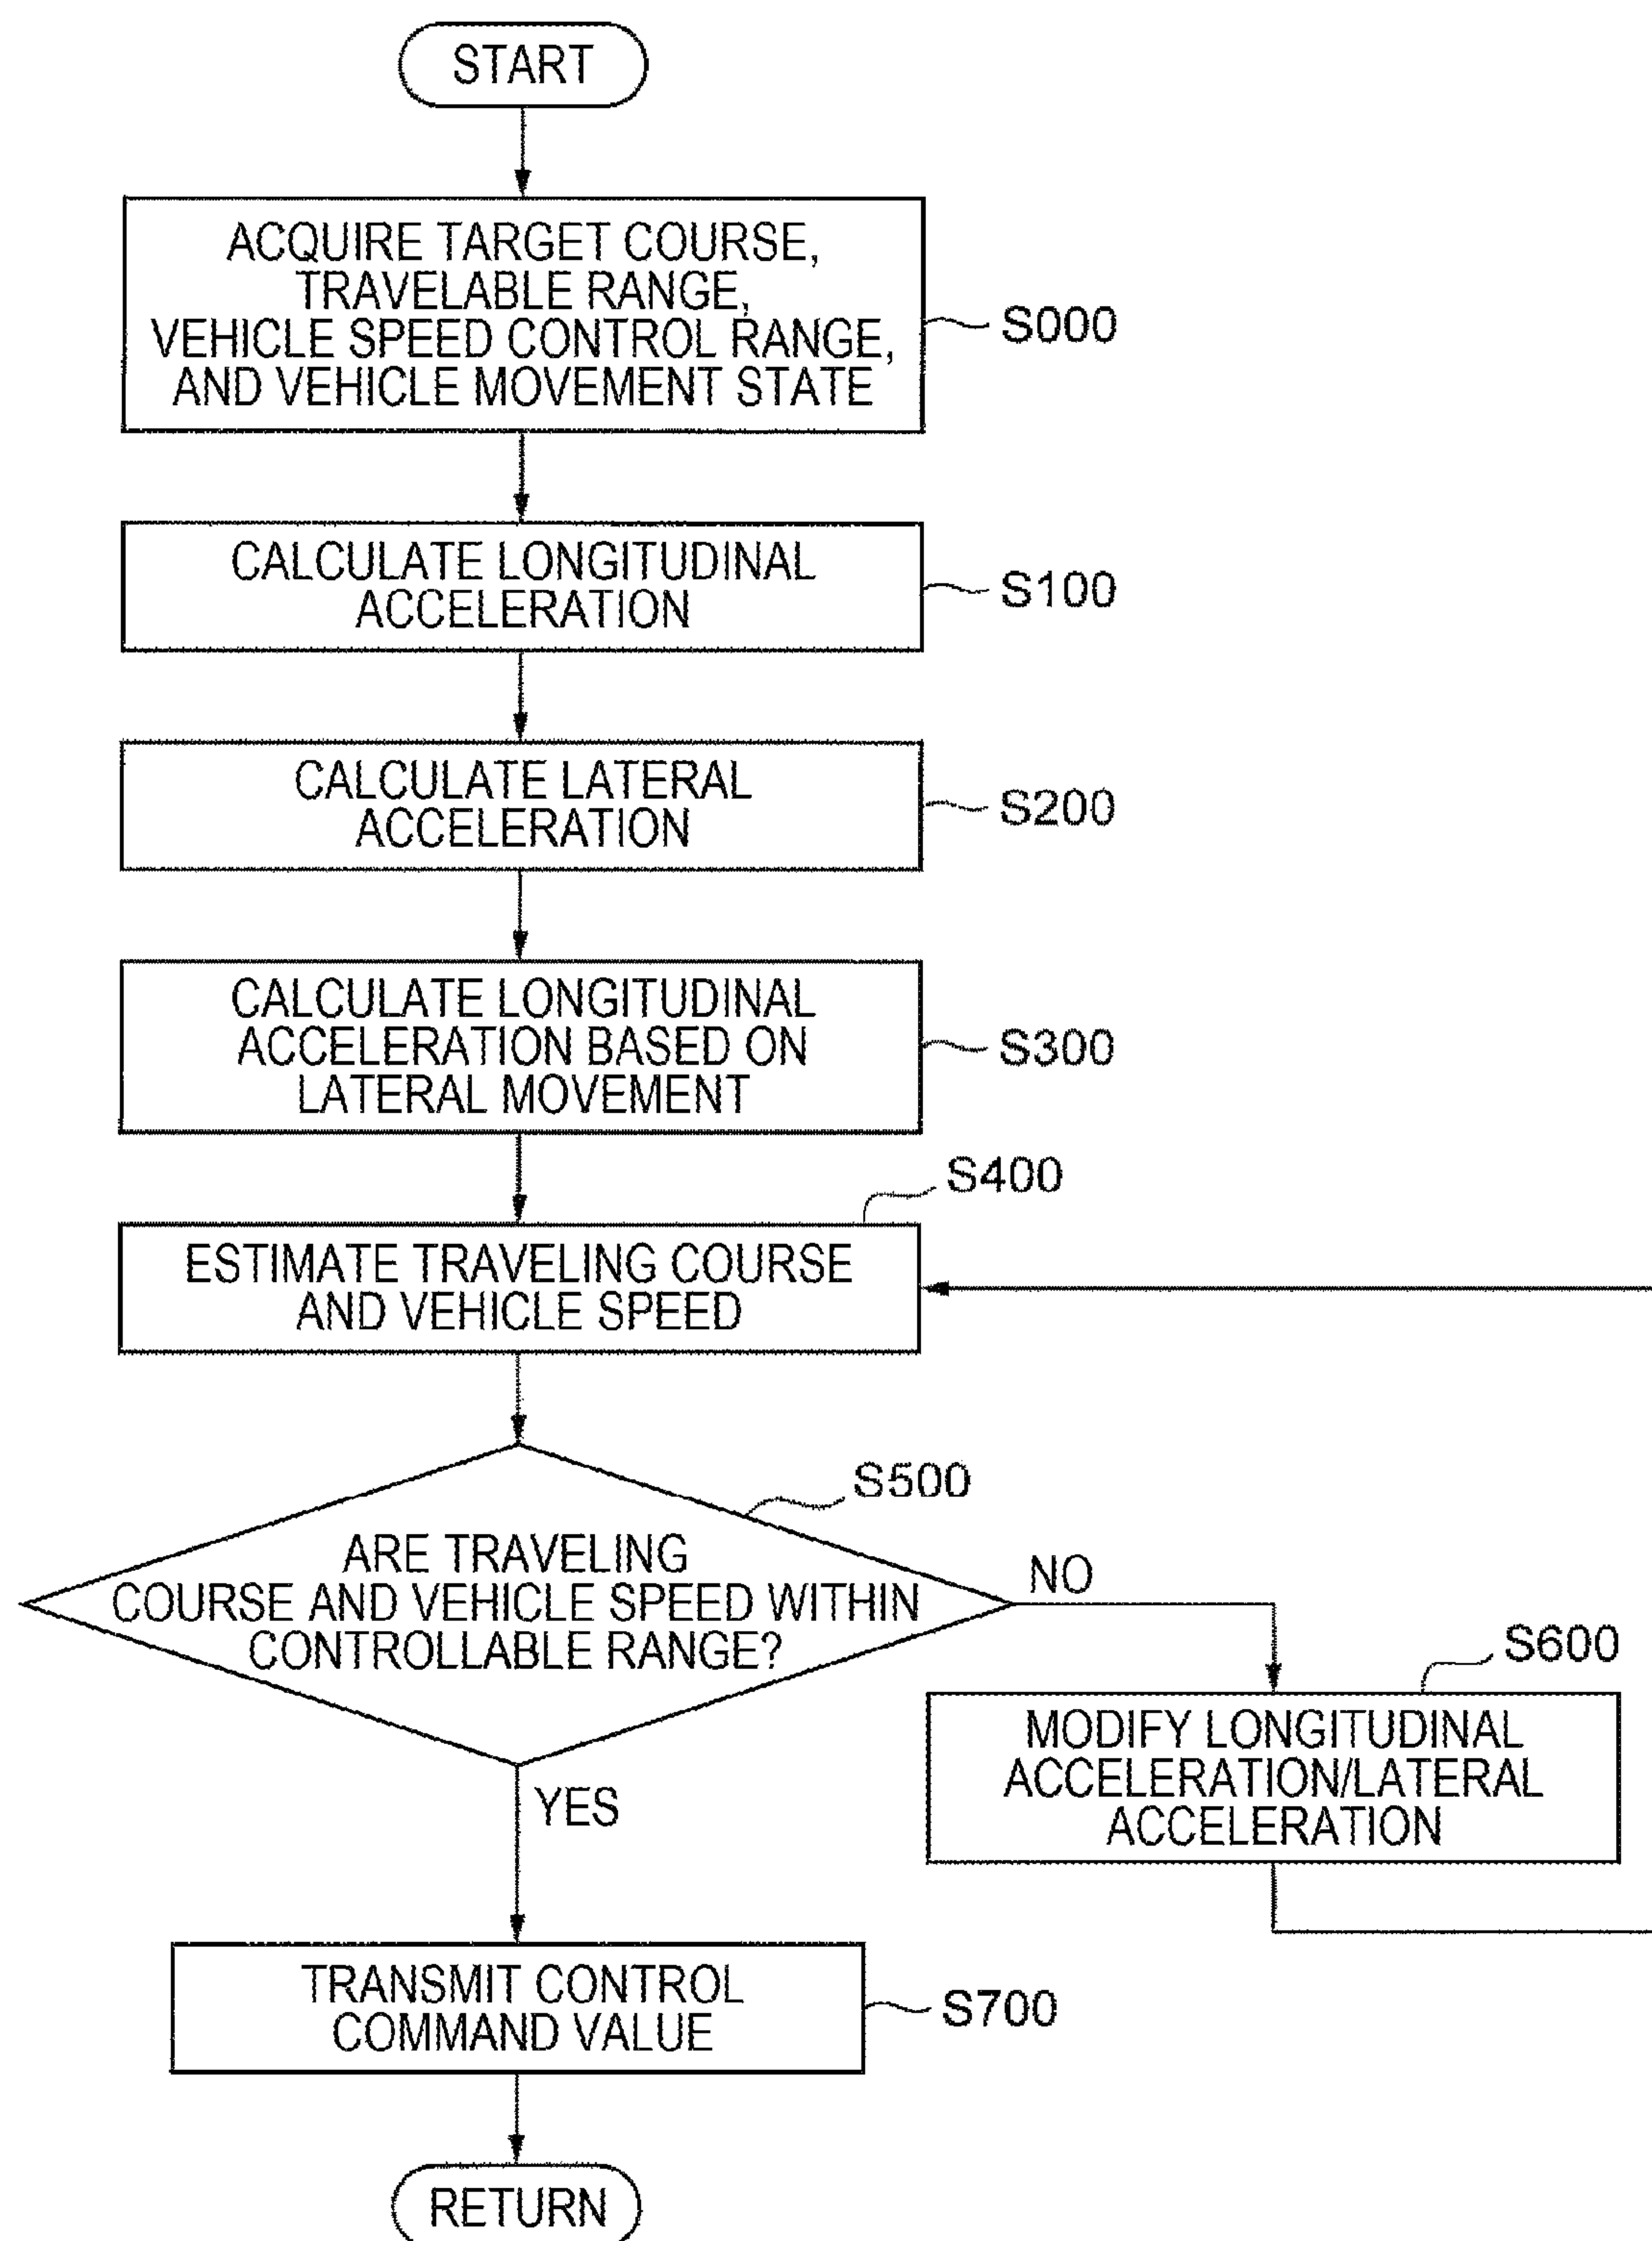 START
ACQUIRE TARGET COURSE,
TRAVELABLE RANGE,
VEHICLE SPEED CONTROL RANGE,
AND VEHICLE MOVEMENT STATE
S000
CALCULATE LONGITUDINAL
ACCELERATION
S100
CALCULATE LATERAL
ACCELERATION
S200
CALCULATE LONGITUDINAL
ACCELERATION BASED ON
LATERAL MOVEMENT
S300
S400
ESTIMATE TRAVELING COURSE
AND VEHICLE SPEED
S500
ARE TRAVELING
COURSE AND VEHICLE SPEED WITHIN
CONTROLLABLE RANGE?
NO
S600
MODIFY LONGITUDINAL
ACCELERATION/LATERAL
ACCELERATION
YES
TRANSMIT CONTROL
COMMAND VALUE
S700
RETURN